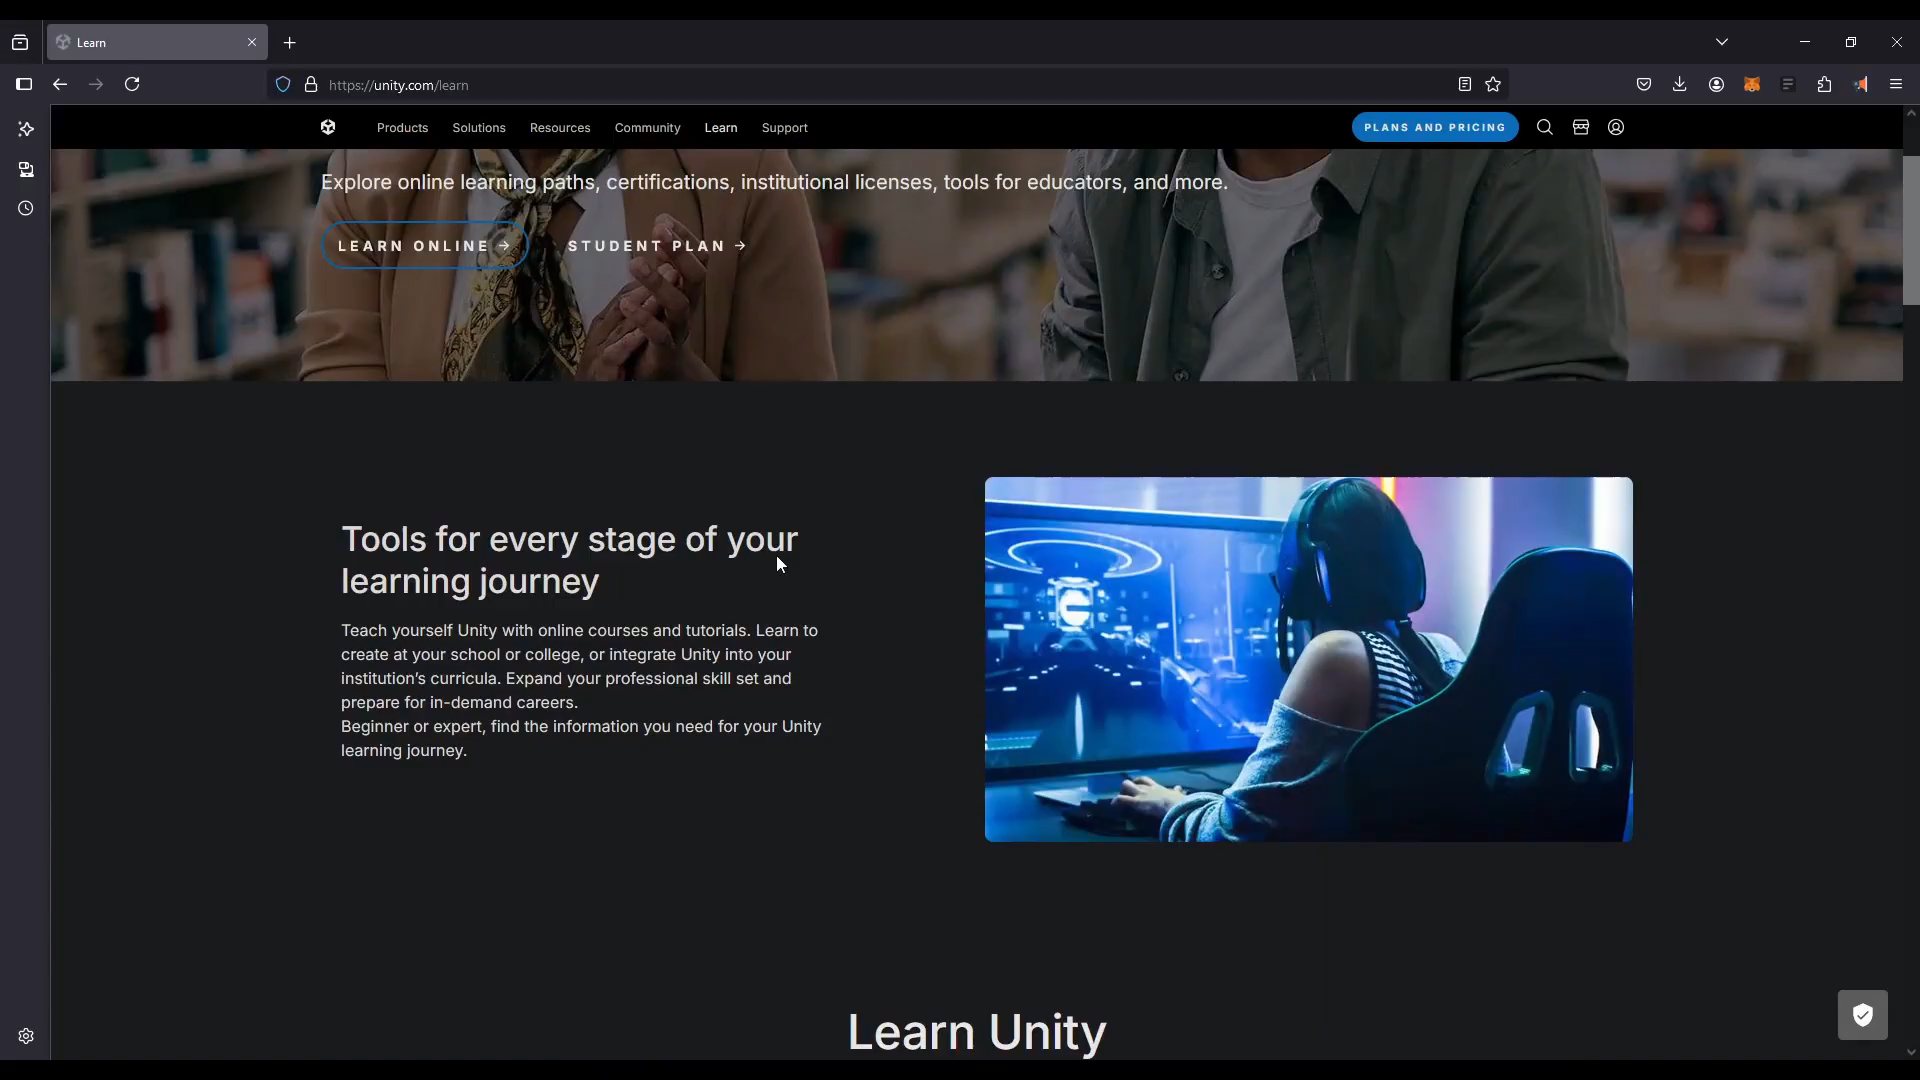 Learn
https://unity.com/learn
Products Solutions Resources Community Learn Support
PLANS AND PRICING
Explore online learning paths, certifications, institutional licenses, tools for educators, and more.
LEARN ONLINE → STUDENT PLAN →
Tools for every stage of your
learning journey
Teach yourself Unity with online courses and tutorials. Learn to
create at your school or college, or integrate Unity into your
institution’s curricula. Expand your professional skill set and
prepare for in-demand careers.
Beginner or expert, find the information you need for your Unity
learning journey.
Learn Unity